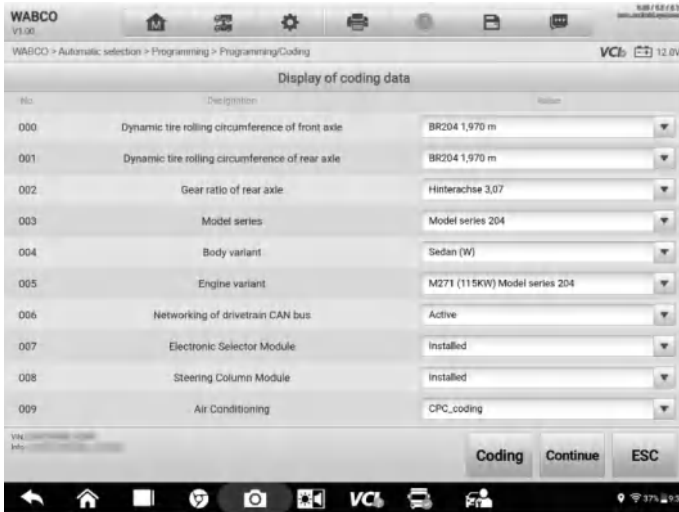 WABCO
V1.00
WABCO > Automatic selection > Programming > Programming/Coding VCI 12.0V
Display of coding data
No. Designation Value
000 Dynamic tire rolling circumference of front axle BR204 1,970 m
001 Dynamic tire rolling circumference of rear axle BR204 1,970 m
002 Gear ratio of rear axle Hinterachse 3,07
003 Model series Model series 204
004 Body variant Sedan (W)
005 Engine variant M271 (115KW) Model series 204
006 Networking of drivetrain CAN bus Active
007 Electronic Selector Module Installed
008 Steering Column Module Installed
009 Air Conditioning CPC_coding
VIN:
Info:
Coding Continue ESC
VCI 37%